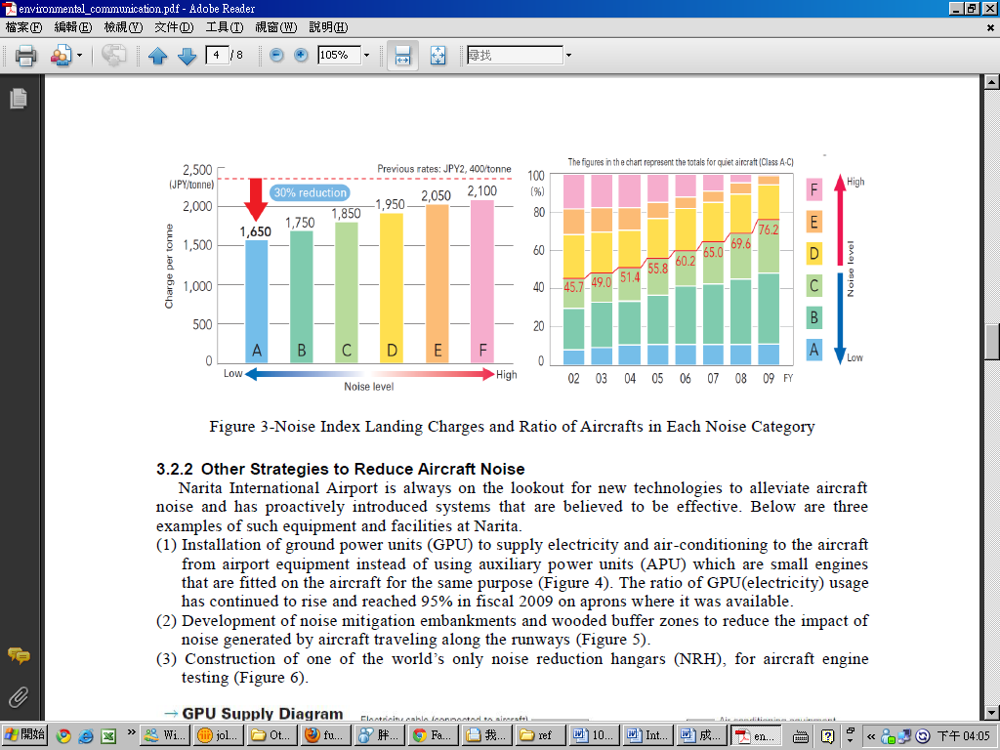 environmental_communication.pdf - Adobe Reader
檔案(F) 編輯(E) 檢視(V) 文件(D) 工具(T) 視窗(W) 說明(H)
4 / 8 105% 尋找
2,500
(JPY/tonne)
2,000
1,500
1,000
500
0
Charge per tonne
Previous rates: JPY2, 400/tonne
30% reduction
1,650 1,750 1,850 1,950 2,050 2,100
A B C D E F
Low High
Noise level
The figures in the chart represent the totals for quiet aircraft (Class A-C)
100
(%)
80
60
40
20
0
45.7 49.0 51.4 55.8 60.2 65.0 69.6 76.2
02 03 04 05 06 07 08 09 FY
F
E
D
C
B
A
High
Noise level
Low
Figure 3-Noise Index Landing Charges and Ratio of Aircrafts in Each Noise Category
3.2.2 Other Strategies to Reduce Aircraft Noise
Narita International Airport is always on the lookout for new technologies to alleviate aircraft
noise and has proactively introduced systems that are believed to be effective. Below are three
examples of such equipment and facilities at Narita.
(1) Installation of ground power units (GPU) to supply electricity and air-conditioning to the aircraft
from airport equipment instead of using auxiliary power units (APU) which are small engines
that are fitted on the aircraft for the same purpose (Figure 4). The ratio of GPU(electricity) usage
has continued to rise and reached 95% in fiscal 2009 on aprons where it was available.
(2) Development of noise mitigation embankments and wooded buffer zones to reduce the impact of
noise generated by aircraft traveling along the runways (Figure 5).
(3) Construction of one of the world's only noise reduction hangars (NRH), for aircraft engine
testing (Figure 6).
→ GPU Supply Diagram
Electricity cable (connected to aircraft) Air conditioning equipment
開始 Wi... jol... Ot... fu... 胖... Fa... 我... ref 10... Int... 成... en... 下午 04:05